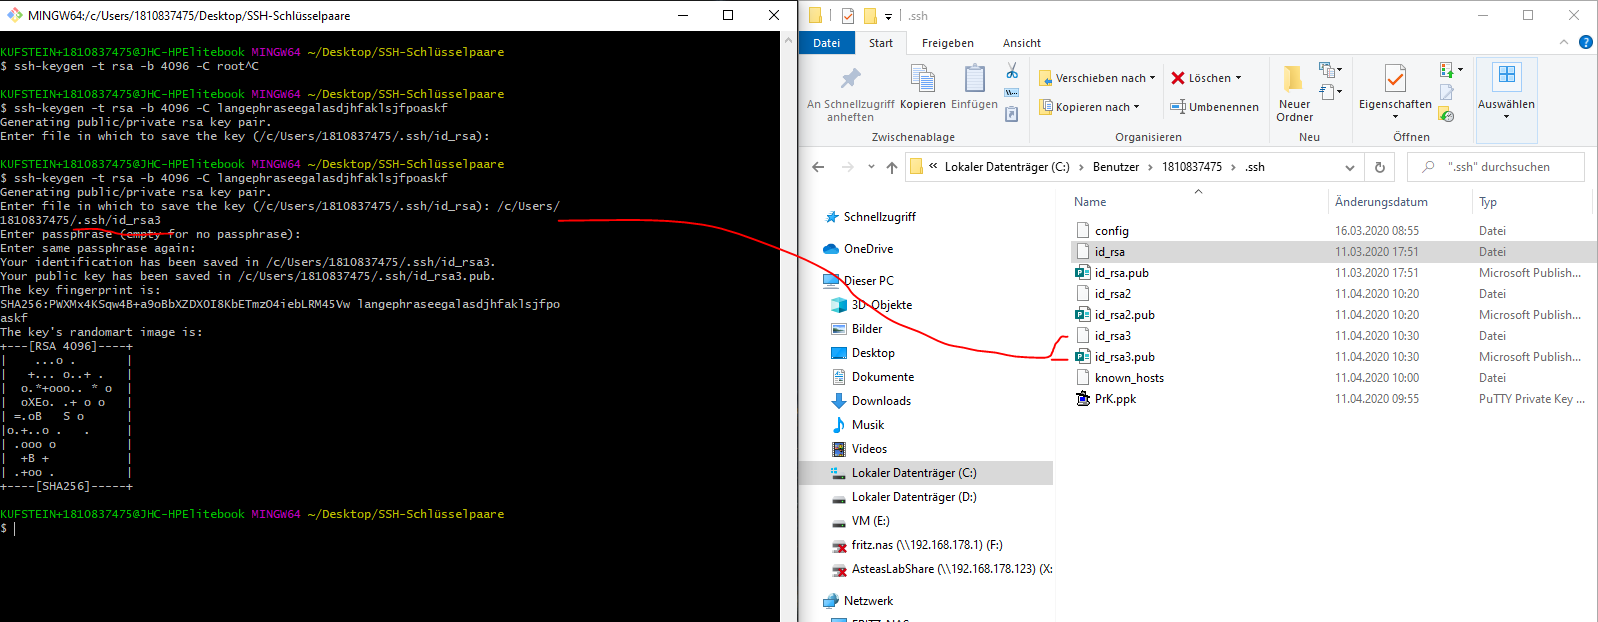 MINGW64:/c/Users/1810837475/Desktop/SSH-Schlüsselpaare
KUFSTEIN+1810837475@JHC-HPElitebook MINGW64 ~/Desktop/SSH-Schlüsselpaare
$ ssh-keygen -t rsa -b 4096 -C root^C
KUFSTEIN+1810837475@JHC-HPElitebook MINGW64 ~/Desktop/SSH-Schlüsselpaare
$ ssh-keygen -t rsa -b 4096 -C langephraseegalasdjhfaklsjfpoaskf
Generating public/private rsa key pair.
Enter file in which to save the key (/c/Users/1810837475/.ssh/id_rsa):
KUFSTEIN+1810837475@JHC-HPElitebook MINGW64 ~/Desktop/SSH-Schlüsselpaare
$ ssh-keygen -t rsa -b 4096 -C langephraseegalasdjhfaklsjfpoaskf
Generating public/private rsa key pair.
Enter file in which to save the key (/c/Users/1810837475/.ssh/id_rsa): /c/Users/
1810837475/.ssh/id_rsa3
Enter passphrase (empty for no passphrase):
Enter same passphrase again:
Your identification has been saved in /c/Users/1810837475/.ssh/id_rsa3.
Your public key has been saved in /c/Users/1810837475/.ssh/id_rsa3.pub.
The key fingerprint is:
SHA256:PWXMx4KSqw4B+a9oBbXZDXOI8KbETmzO4iebLRM45Vw langephraseegalasdjhfaklsjfpo
askf
The key's randomart image is:
+---[RSA 4096]----+
|    ...o .       |
|   +... o..+ .   |
|  o.*+ooo.. * o  |
|  oXEo. .+ o o   |
| =.oB   S o      |
|o.+..o .   .     |
| .ooo o          |
|  +B +           |
| .+oo .          |
+----[SHA256]-----+
KUFSTEIN+1810837475@JHC-HPElitebook MINGW64 ~/Desktop/SSH-Schlüsselpaare
$
.ssh
Datei Start Freigeben Ansicht
An Schnellzugriff anheften
Kopieren
Einfügen
Zwischenablage
Verschieben nach
Kopieren nach
Löschen
Umbenennen
Organisieren
Neuer Ordner
Neu
Eigenschaften
Öffnen
Auswählen
« Lokaler Datenträger (C:) > Benutzer > 1810837475 > .ssh
".ssh" durchsuchen
Schnellzugriff
OneDrive
Dieser PC
3D-Objekte
Bilder
Desktop
Dokumente
Downloads
Musik
Videos
Lokaler Datenträger (C:)
Lokaler Datenträger (D:)
VM (E:)
fritz.nas (\\192.168.178.1) (F:)
AsteasLabShare (\\192.168.178.123) (X:
Netzwerk
Name Änderungsdatum Typ
config 16.03.2020 08:55 Datei
id_rsa 11.03.2020 17:51 Datei
id_rsa.pub 11.03.2020 17:51 Microsoft Publish...
id_rsa2 11.04.2020 10:20 Datei
id_rsa2.pub 11.04.2020 10:20 Microsoft Publish...
id_rsa3 11.04.2020 10:30 Datei
id_rsa3.pub 11.04.2020 10:30 Microsoft Publish...
known_hosts 11.04.2020 10:00 Datei
PrK.ppk 11.04.2020 09:55 PuTTY Private Key ...